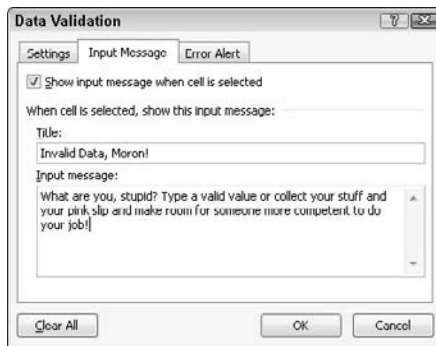 Data Validation
Settings Input Message Error Alert
Show input message when cell is selected
When cell is selected, show this input message:
Title:
Invalid Data, Moron!
Input message:
What are you, stupid? Type a valid value or collect your stuff and
your pink slip and make room for someone more competent to do
your job!
Clear All OK Cancel